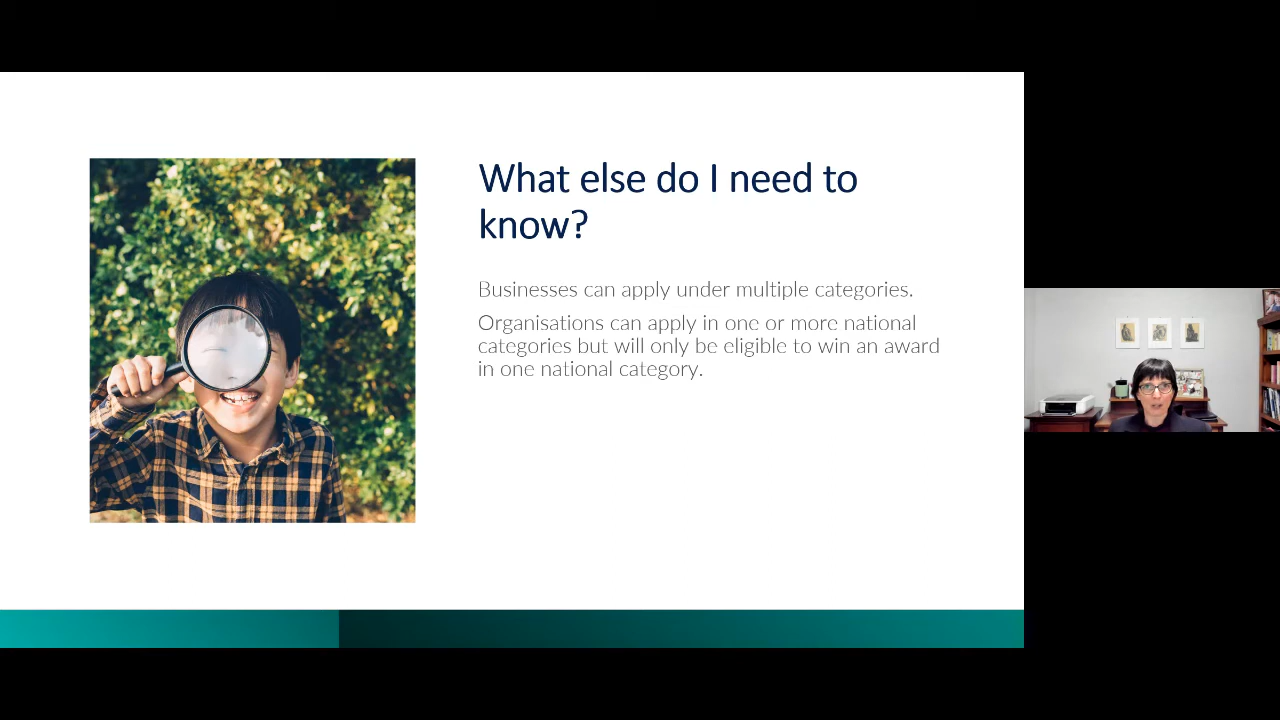 What else do I need to
know?
Businesses can apply under multiple categories.
Organisations can apply in one or more national
categories but will only be eligible to win an award
in one national category.